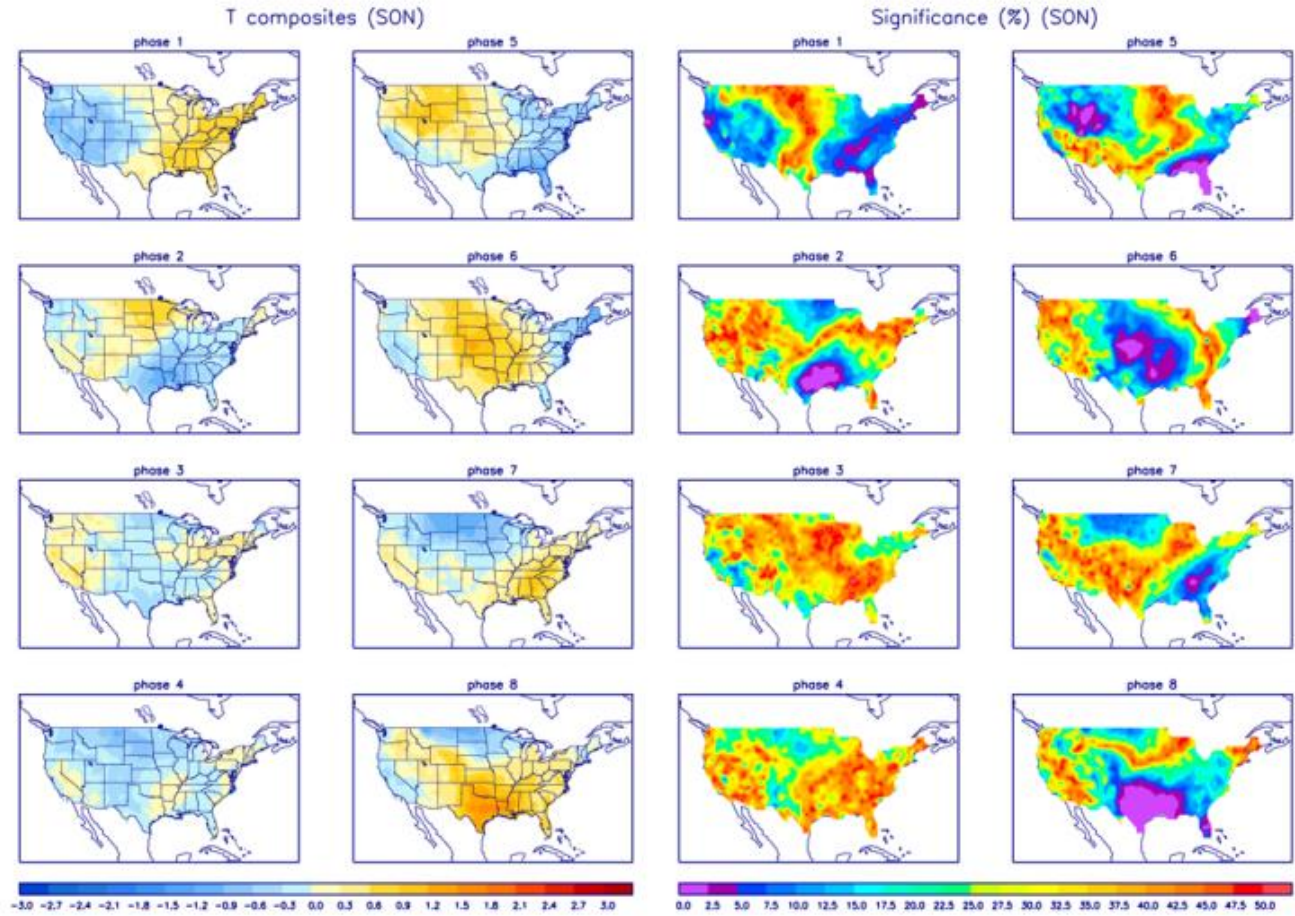 T composites (SON)
Significance (%) (SON)
phase 1
phase 5
phase 1
phase 5
phase 2
phase 6
phase 2
phase 6
phase 3
phase 7
phase 3
phase 7
phase 4
phase 8
phase 4
phase 8
-3.0 -2.7 -2.4 -2.1 -1.8 -1.5 -1.2 -0.9 -0.6 -0.3 0.0 0.3 0.6 0.9 1.2 1.5 1.8 2.1 2.4 2.7 3.0
0.0 2.5 5.0 7.5 10.0 12.5 15.0 17.5 20.0 22.5 25.0 27.5 30.0 32.5 35.0 37.5 40.0 42.5 45.0 47.5 50.0